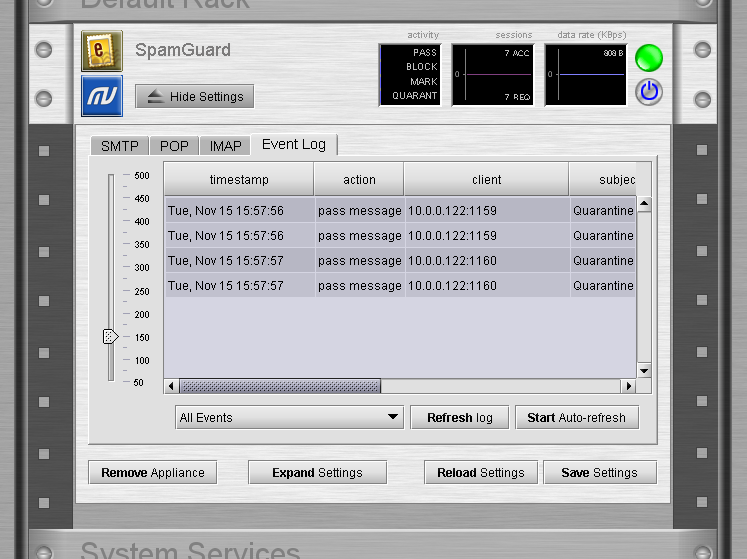 Default Rack
activity
sessions
data rate (KBps)
SpamGuard
PASS
BLOCK
MARK
QUARANT
7 ACC
0
7 REQ
808 B
0
Hide Settings
SMTP
POP
IMAP
Event Log
500
450
400
350
300
250
200
150
100
50
timestamp action client subjec
Tue, Nov 15 15:57:56 pass message 10.0.0.122:1159 Quarantine
Tue, Nov 15 15:57:56 pass message 10.0.0.122:1159 Quarantine
Tue, Nov 15 15:57:57 pass message 10.0.0.122:1160 Quarantine
Tue, Nov 15 15:57:57 pass message 10.0.0.122:1160 Quarantine
All Events
Refresh log
Start Auto-refresh
Remove Appliance
Expand Settings
Reload Settings
Save Settings
System Services